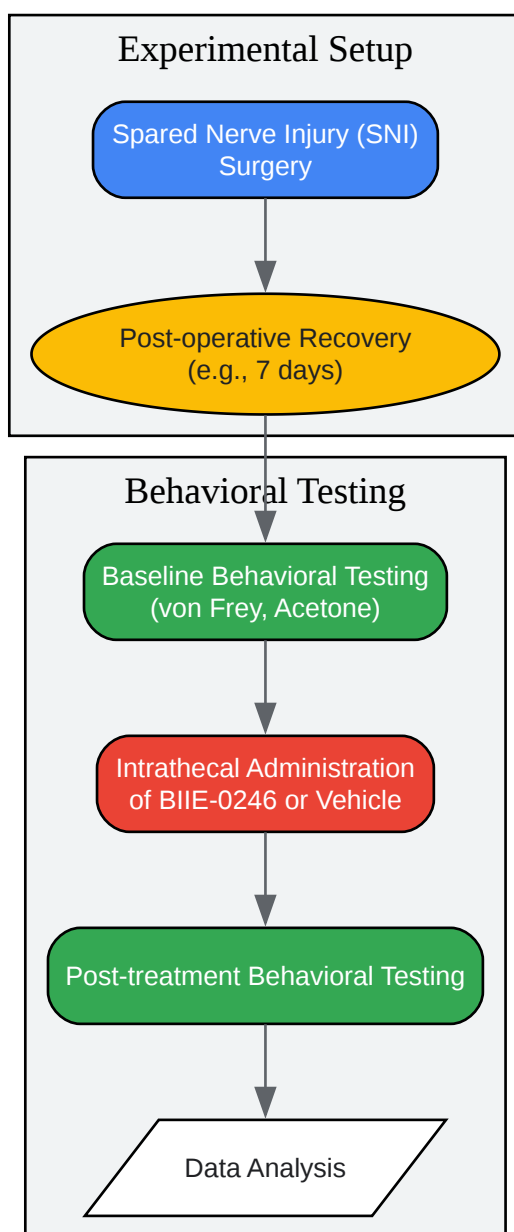 Experimental Setup
Spared Nerve Injury (SNI)
Surgery
Post-operative Recovery
(e.g., 7 days)
Behavioral Testing
Baseline Behavioral Testing
(von Frey, Acetone)
Intrathecal Administration
of BIIE-0246 or Vehicle
Post-treatment Behavioral Testing
Data Analysis